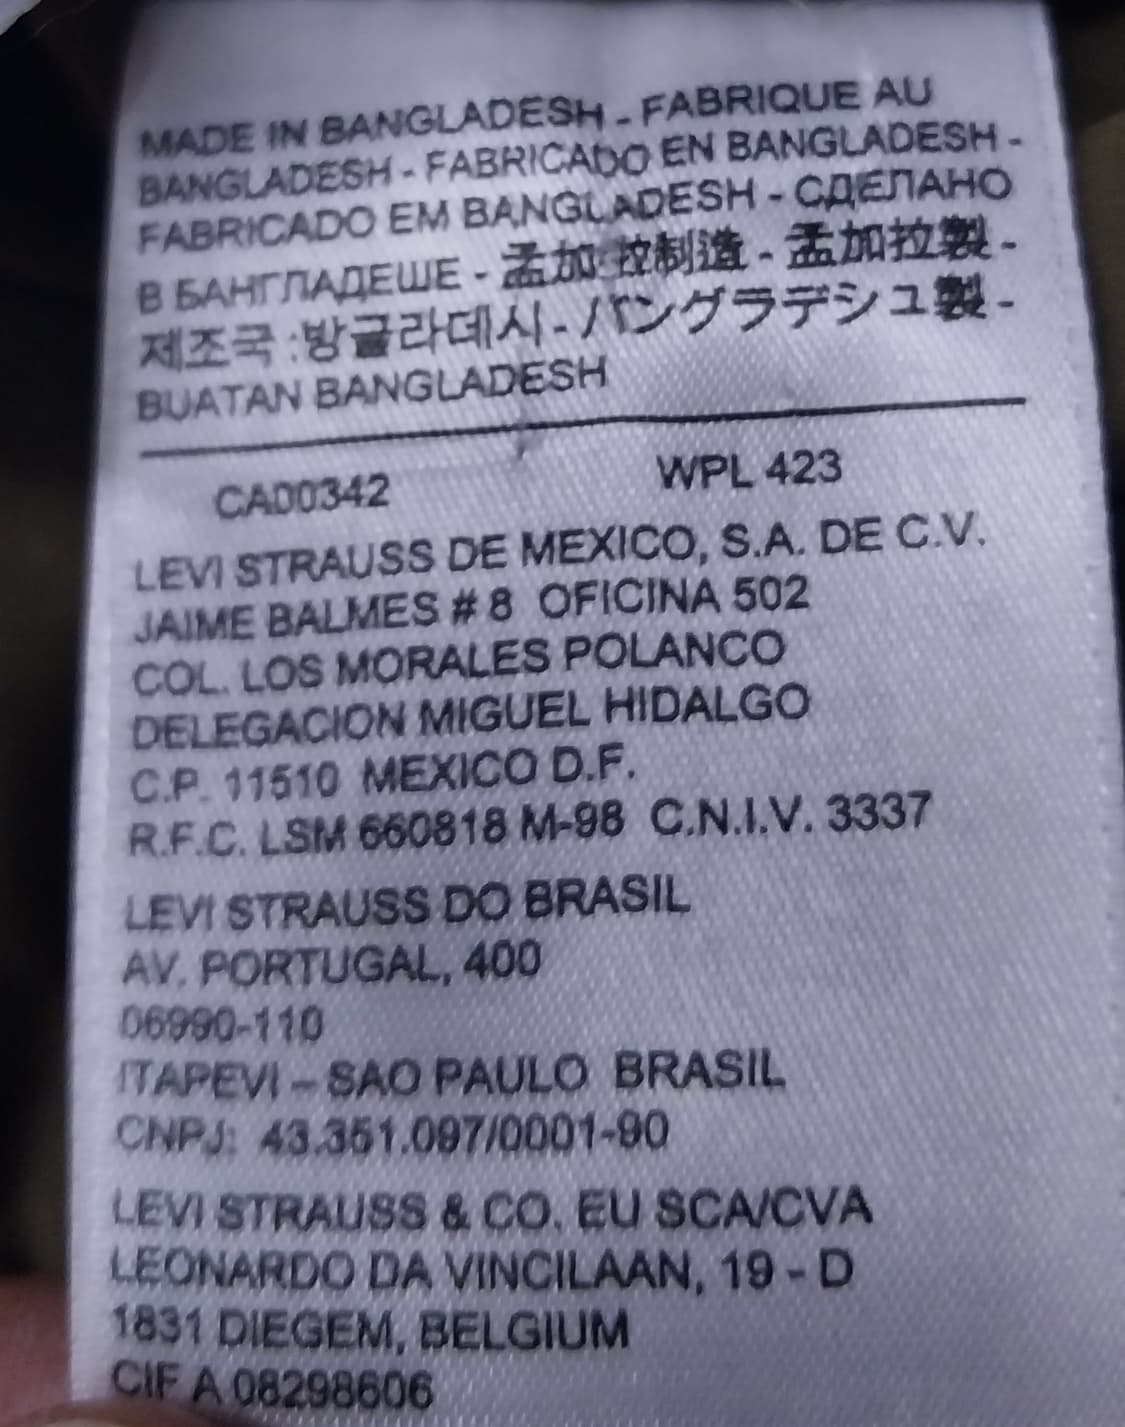 MADE IN BANGLADESH - FABRIQUE AU
BANGLADESH - FABRICADO EN BANGLADESH -
FABRICADO EM BANGLADESH - СДЕЛАНО
В БАНГЛАДЕШЕ - 孟加拉制造 - 孟加拉製 -
제조국 : 방글라데시 - バングラデシュ製 -
BUATAN BANGLADESH
CA00342 WPL 423
LEVI STRAUSS DE MEXICO, S.A. DE C.V.
JAIME BALMES # 8 OFICINA 502
COL. LOS MORALES POLANCO
DELEGACION MIGUEL HIDALGO
C.P. 11510 MEXICO D.F.
R.F.C. LSM 660818 M-98 C.N.I.V. 3337
LEVI STRAUSS DO BRASIL
AV. PORTUGAL, 400
06990-110
ITAPEVI – SAO PAULO BRASIL
CNPJ: 43.351.097/0001-90
LEVI STRAUSS & CO. EU SCA/CVA
LEONARDO DA VINCILAAN, 19 - D
1831 DIEGEM, BELGIUM
CIF A 08298606